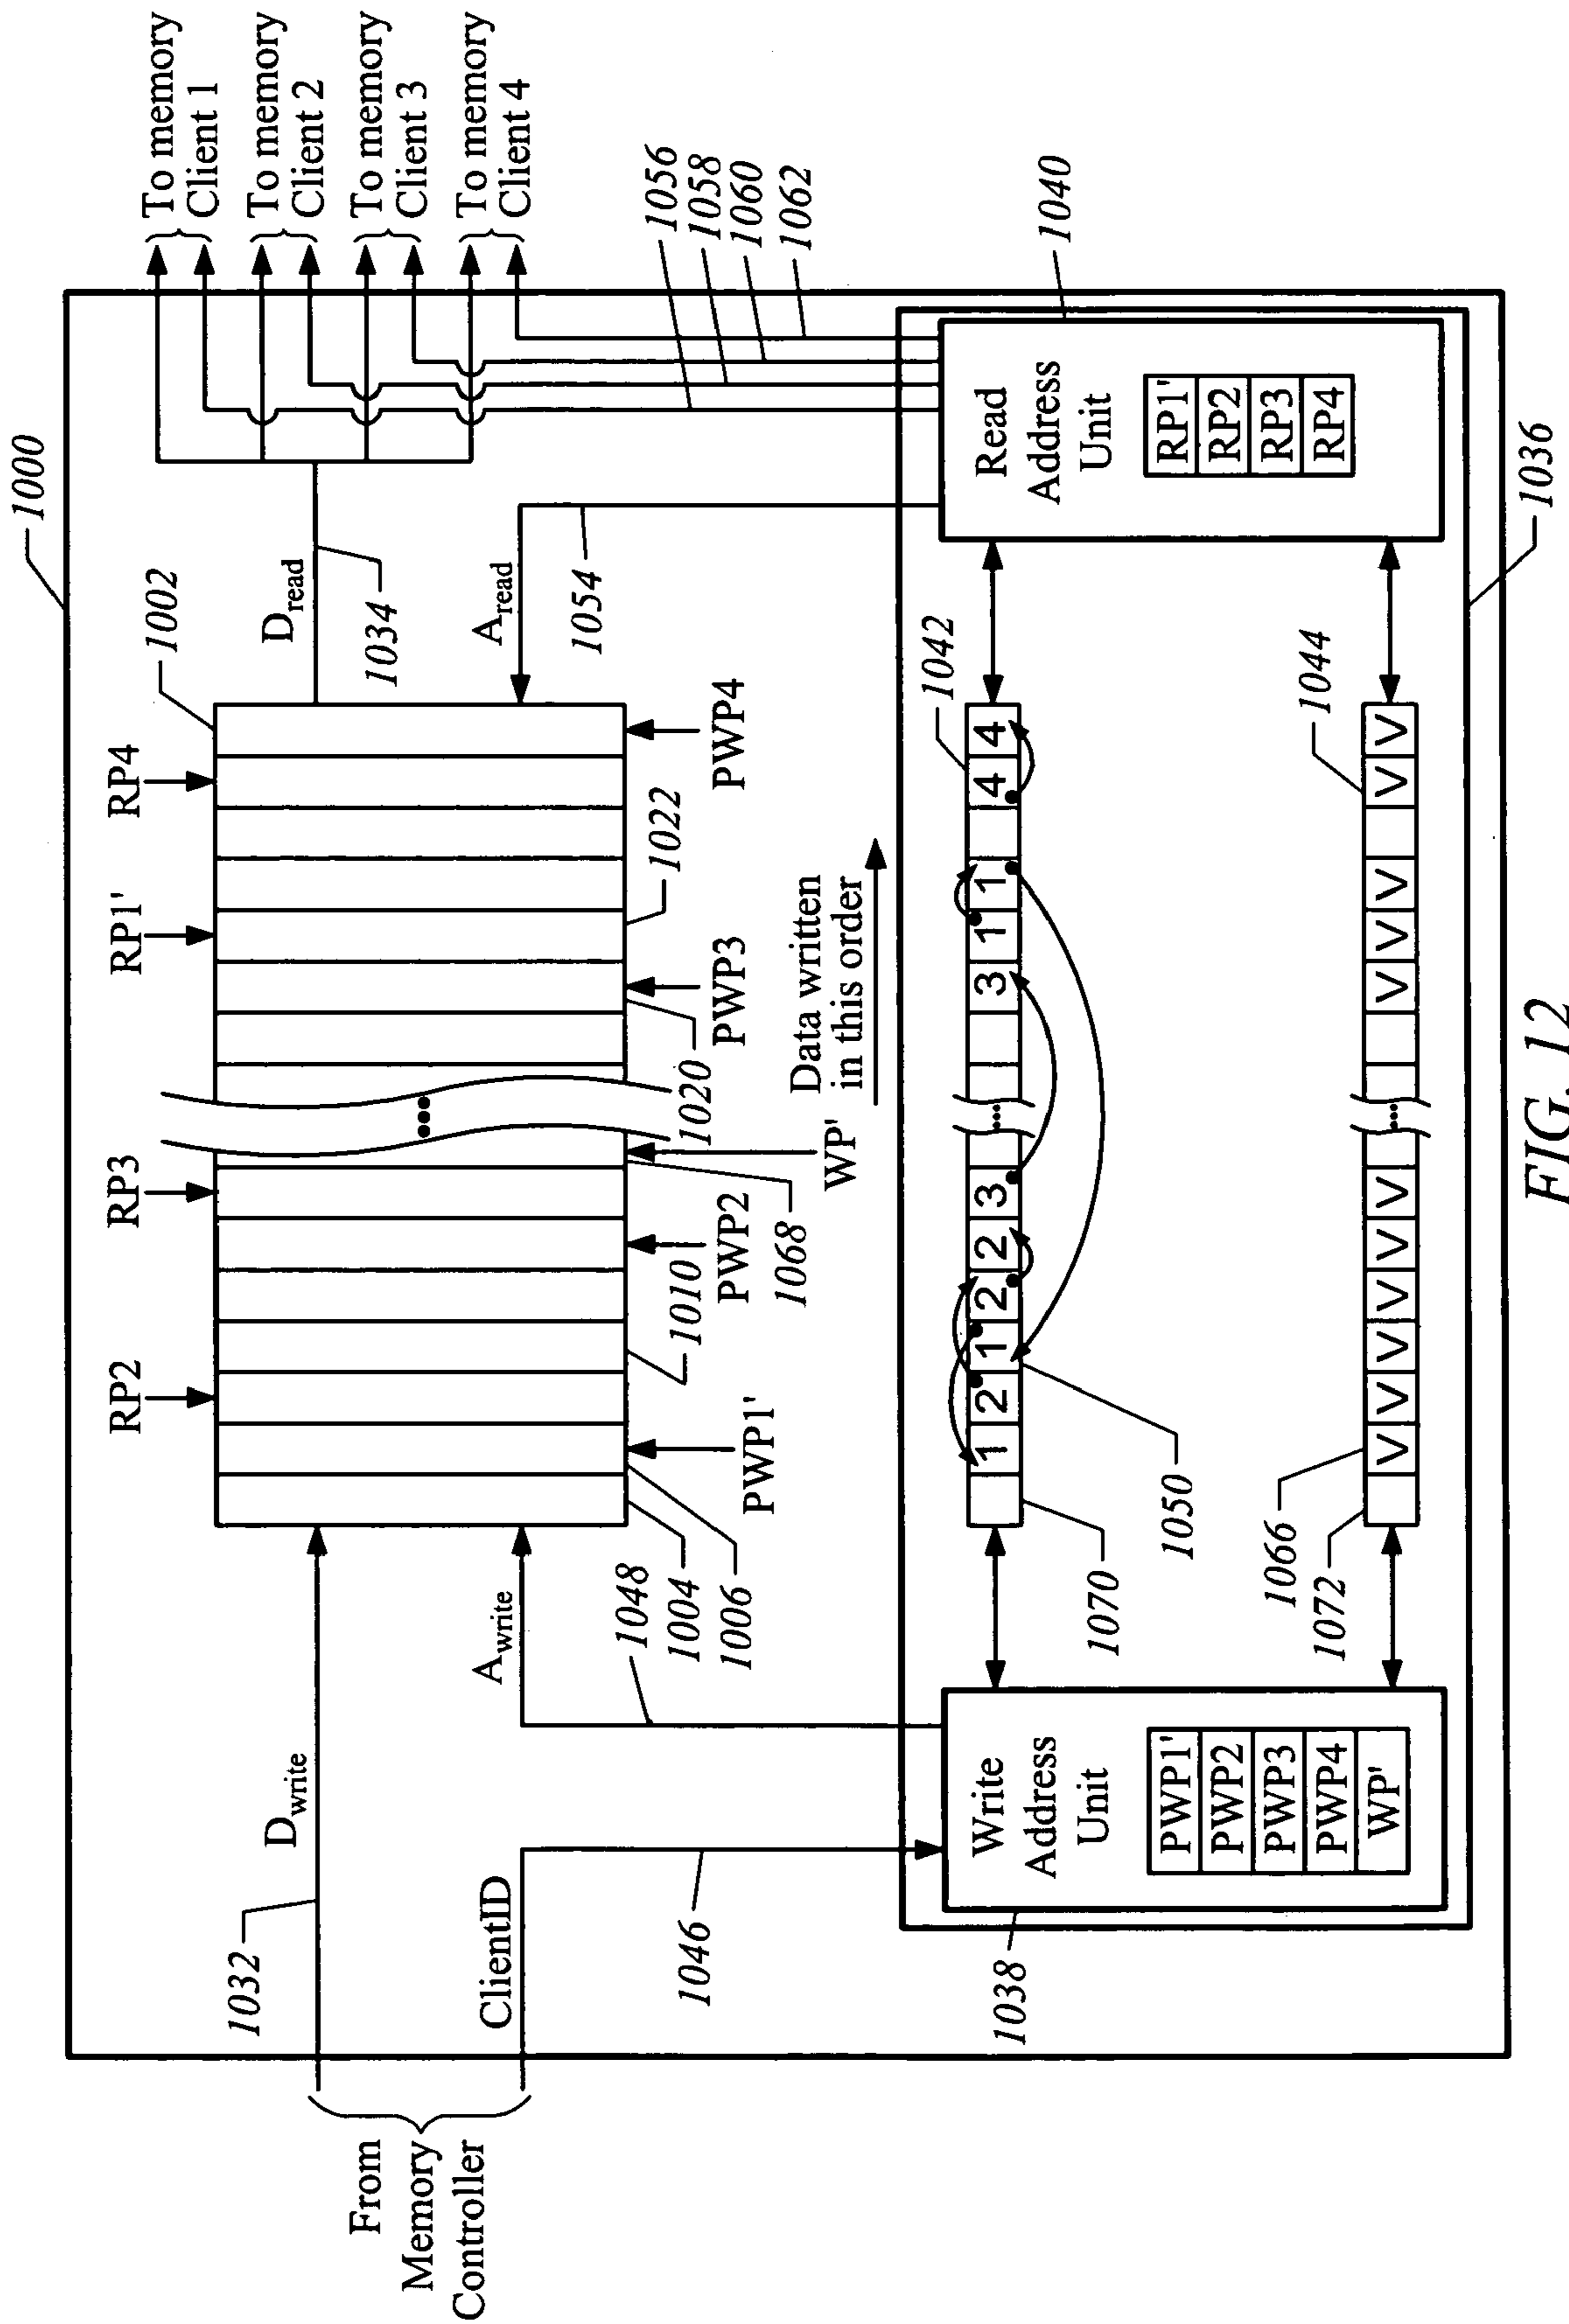 1000
1002
RP2
RP3
RP1'
RP4
To memory
Client 1
To memory
Client 2
To memory
Client 3
To memory
Client 4
From
Memory
Controller
1032
Dwrite
ClientID
1046
Awrite
1048
1004
1006
PWP1'
1010
PWP2
1068
WP'
1020
PWP3
1022
PWP4
Dread
1034
Aread
1054
1056
1058
1060
1062
Data written
in this order
1038
Write
Address
Unit
PWP1'
PWP2
PWP3
PWP4
WP'
1 2 1 2 2 3 ... 3 1 1 4 4
1042
1070
1050
1066
1072
V V V V V V ... V V V V V
1044
1040
Read
Address
Unit
RP1'
RP2
RP3
RP4
1036
FIG. 12